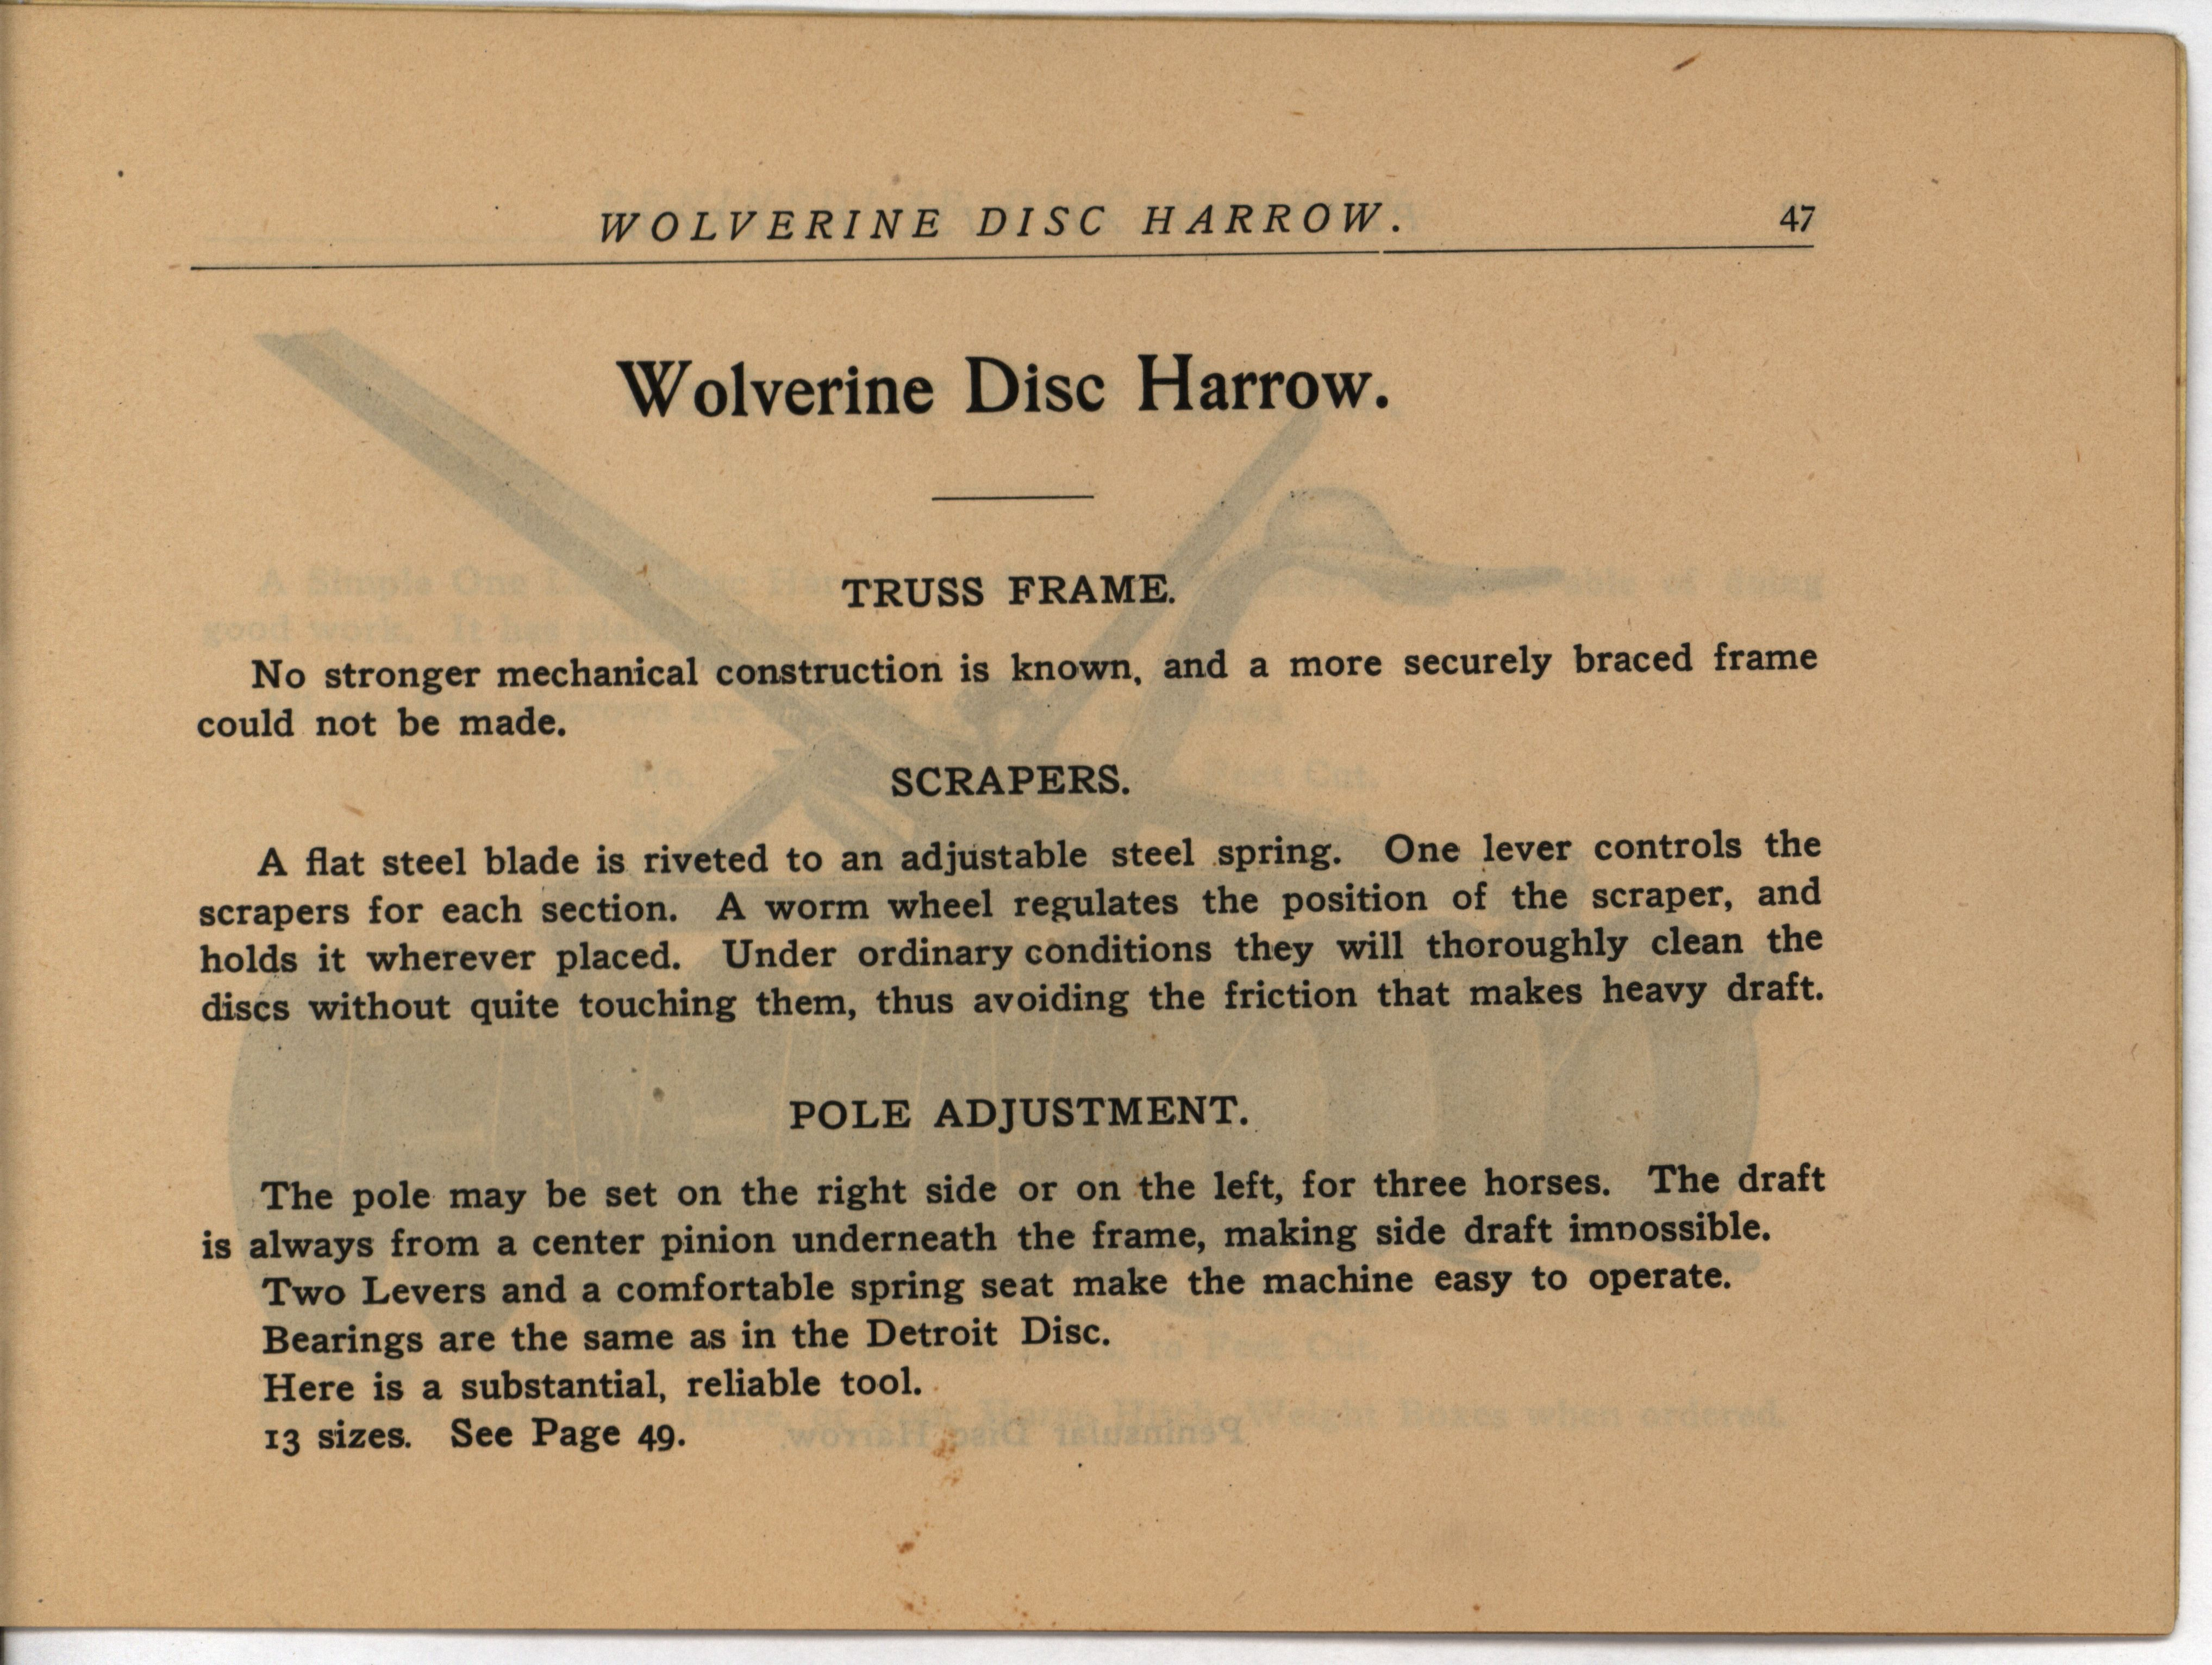 WOLVERINE DISC HARROW. 47
Wolverine Disc Harrow.
TRUSS FRAME.
No stronger mechanical construction is known, and a more securely braced frame
could not be made.
SCRAPERS.
A flat steel blade is riveted to an adjustable steel spring. One lever controls the
scrapers for each section. A worm wheel regulates the position of the scraper, and
holds it wherever placed. Under ordinary conditions they will thoroughly clean the
discs without quite touching them, thus avoiding the friction that makes heavy draft.
POLE ADJUSTMENT.
The pole may be set on the right side or on the left, for three horses. The draft
is always from a center pinion underneath the frame, making side draft impossible.
Two Levers and a comfortable spring seat make the machine easy to operate.
Bearings are the same as in the Detroit Disc.
Here is a substantial, reliable tool.
13 sizes. See Page 49.